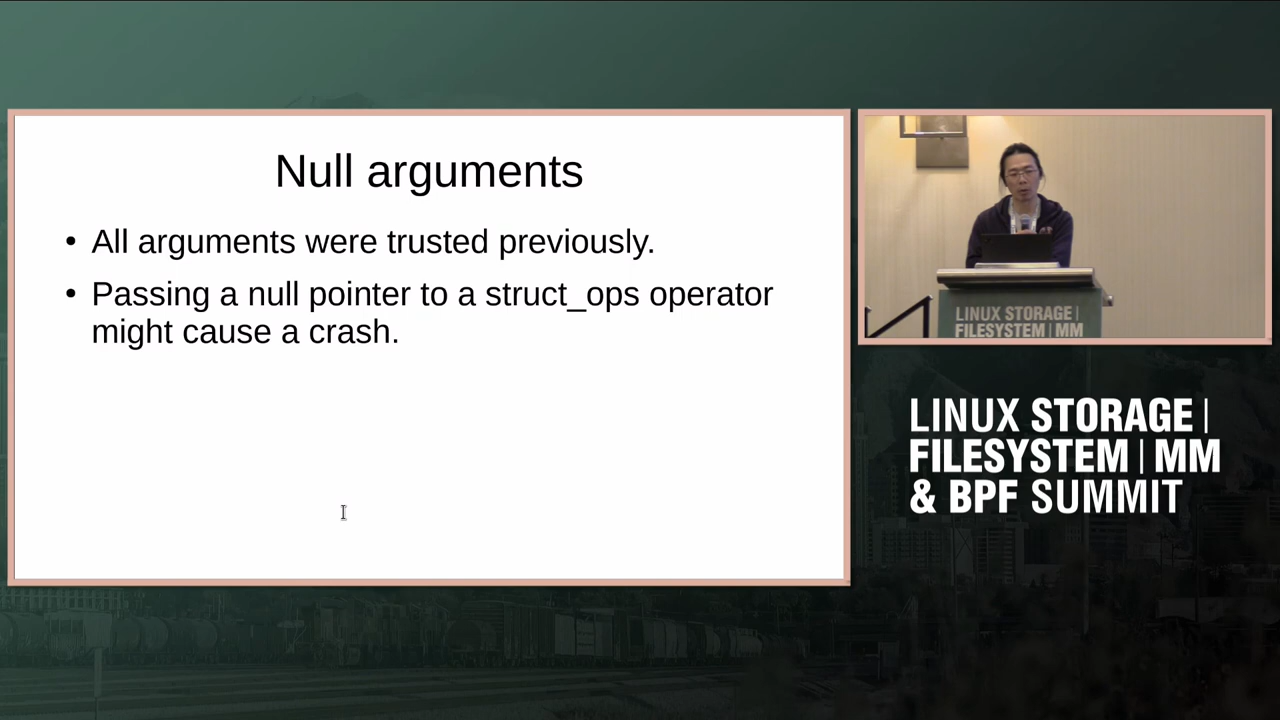 Null arguments
• All arguments were trusted previously.
• Passing a null pointer to a struct_ops operator
might cause a crash.
LINUX STORAGE |
FILESYSTEM | MM
LINUX STORAGE |
FILESYSTEM | MM
& BPF SUMMIT